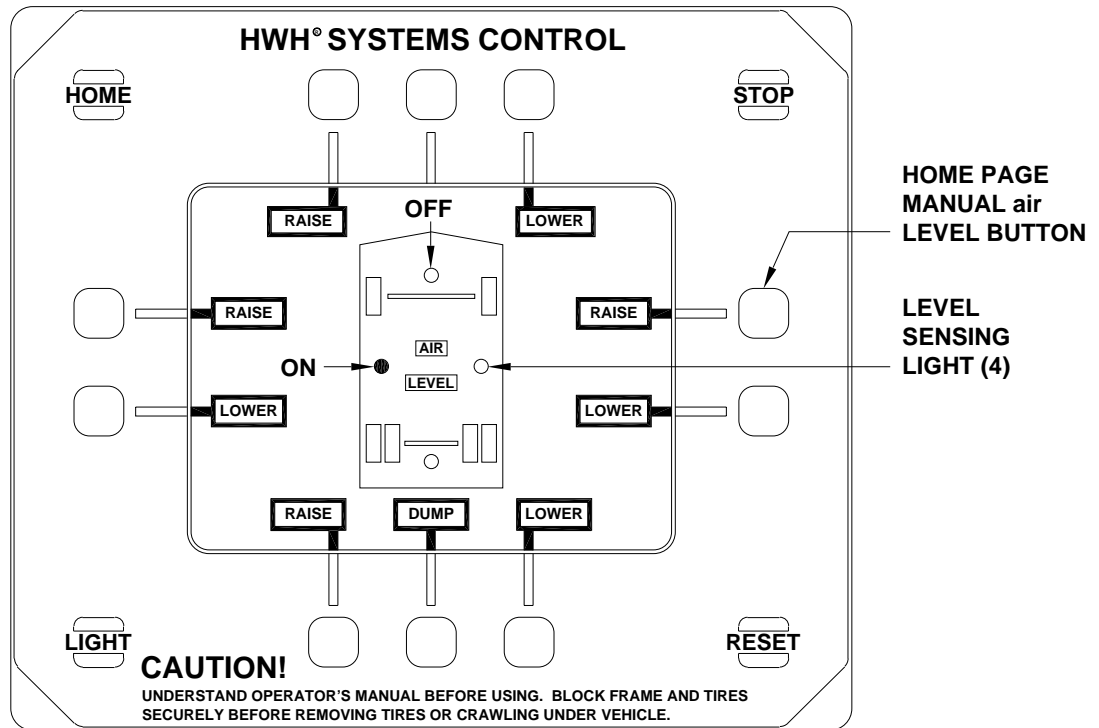 HWH® SYSTEMS CONTROL
HOME
STOP
HOME PAGE
MANUAL air
LEVEL BUTTON
RAISE
OFF
LOWER
RAISE
RAISE
LEVEL
SENSING
LIGHT (4)
AIR
ON
LEVEL
LOWER
LOWER
RAISE
DUMP
LOWER
LIGHT
RESET
CAUTION!
UNDERSTAND OPERATOR'S MANUAL BEFORE USING. BLOCK FRAME AND TIRES
SECURELY BEFORE REMOVING TIRES OR CRAWLING UNDER VEHICLE.